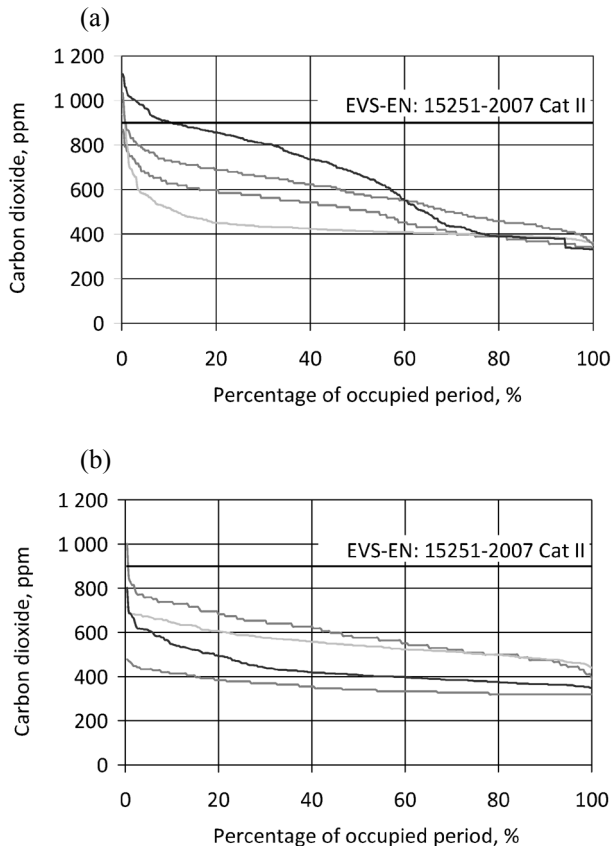 (a)
1 200
1 000
800
600
400
200
0
Carbon dioxide, ppm
EVS-EN: 15251-2007 Cat II
0 20 40 60 80 100
Percentage of occupied period, %
(b)
1 200
1 000
800
600
400
200
0
Carbon dioxide, ppm
EVS-EN: 15251-2007 Cat II
0 20 40 60 80 100
Percentage of occupied period, %